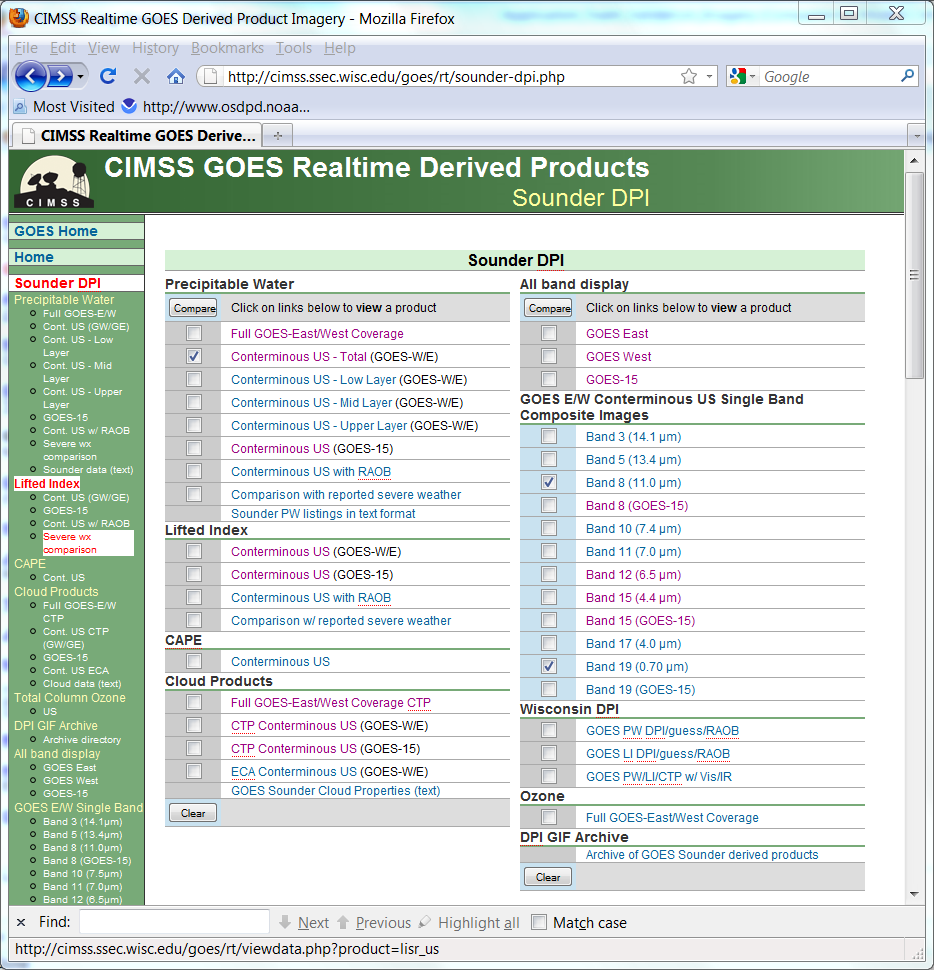 CIMSS Realtime GOES Derived Product Imagery - Mozilla Firefox
File Edit View History Bookmarks Tools Help
http://cimss.ssec.wisc.edu/goes/rt/sounder-dpi.php
Google
Most Visited
http://www.osdpd.noaa...
CIMSS Realtime GOES Derive...
CIMSS
CIMSS GOES Realtime Derived Products
Sounder DPI
GOES Home
Home
Sounder DPI
Precipitable Water
Full GOES-E/W
Cont. US (GW/GE)
Cont. US - Low
Layer
Cont. US - Mid
Layer
Cont. US - Upper
Layer
GOES-15
Cont. US w/ RAOB
Severe wx
comparison
Sounder data (text)
Lifted Index
Cont. US (GW/GE)
GOES-15
Cont. US w/ RAOB
Severe wx
comparison
CAPE
Cont. US
Cloud Products
Full GOES-E/W
CTP
Cont. US CTP
(GW/GE)
GOES-15
Cont. US ECA
Cloud data (text)
Total Column Ozone
US
DPI GIF Archive
Archive directory
All band display
GOES East
GOES West
GOES-15
GOES E/W Single Band
Band 3 (14.1µm)
Band 5 (13.4µm)
Band 8 (11.0µm)
Band 8 (GOES-15)
Band 10 (7.5µm)
Band 11 (7.0µm)
Band 12 (6.5µm)
Sounder DPI
Precipitable Water
Compare Click on links below to view a product
Full GOES-East/West Coverage
Conterminous US - Total (GOES-W/E)
Conterminous US - Low Layer (GOES-W/E)
Conterminous US - Mid Layer (GOES-W/E)
Conterminous US - Upper Layer (GOES-W/E)
Conterminous US (GOES-15)
Conterminous US with RAOB
Comparison with reported severe weather
Sounder PW listings in text format
Lifted Index
Conterminous US (GOES-W/E)
Conterminous US (GOES-15)
Conterminous US with RAOB
Comparison w/ reported severe weather
CAPE
Conterminous US
Cloud Products
Full GOES-East/West Coverage CTP
CTP Conterminous US (GOES-W/E)
CTP Conterminous US (GOES-15)
ECA Conterminous US (GOES-W/E)
GOES Sounder Cloud Properties (text)
Clear
All band display
Compare Click on links below to view a product
GOES East
GOES West
GOES-15
GOES E/W Conterminous US Single Band
Composite Images
Band 3 (14.1 µm)
Band 5 (13.4 µm)
Band 8 (11.0 µm)
Band 8 (GOES-15)
Band 10 (7.4 µm)
Band 11 (7.0 µm)
Band 12 (6.5 µm)
Band 15 (4.4 µm)
Band 15 (GOES-15)
Band 17 (4.0 µm)
Band 19 (0.70 µm)
Band 19 (GOES-15)
Wisconsin DPI
GOES PW DPI/guess/RAOB
GOES LI DPI/guess/RAOB
GOES PW/LI/CTP w/ Vis/IR
Ozone
Full GOES-East/West Coverage
DPI GIF Archive
Archive of GOES Sounder derived products
Clear
Find: Next Previous Highlight all Match case
http://cimss.ssec.wisc.edu/goes/rt/viewdata.php?product=lisr_us